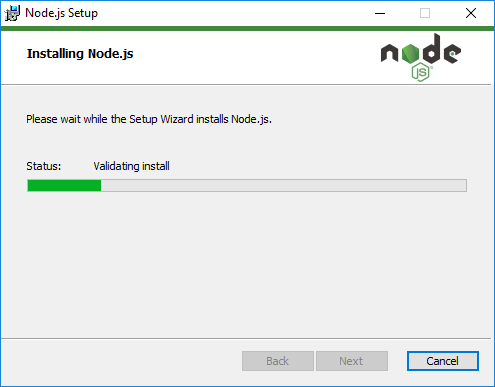 Node.js Setup
Installing Node.js
node
JS
Please wait while the Setup Wizard installs Node.js.
Status: Validating install
Back Next Cancel